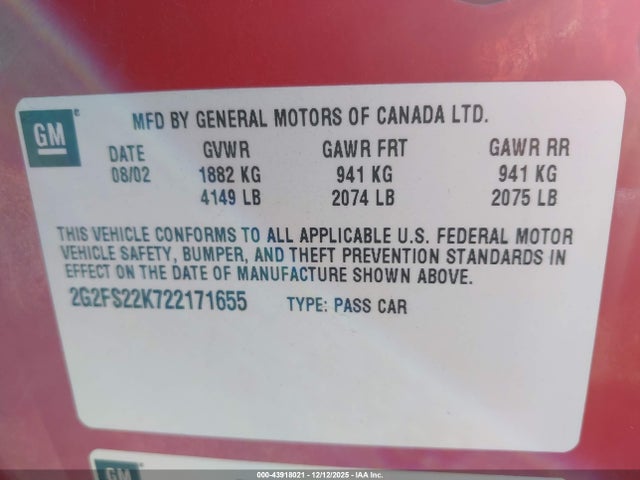 GM
MFD BY GENERAL MOTORS OF CANADA LTD.
DATE GVWR GAWR FRT GAWR RR
08/02 1882 KG 941 KG 941 KG
4149 LB 2074 LB 2075 LB
THIS VEHICLE CONFORMS TO ALL APPLICABLE U.S. FEDERAL MOTOR
VEHICLE SAFETY, BUMPER, AND THEFT PREVENTION STANDARDS IN
EFFECT ON THE DATE OF MANUFACTURE SHOWN ABOVE.
2G2FS22K722171655 TYPE: PASS CAR
GM
000-43918021 - 12/12/2025 - IAA Inc.